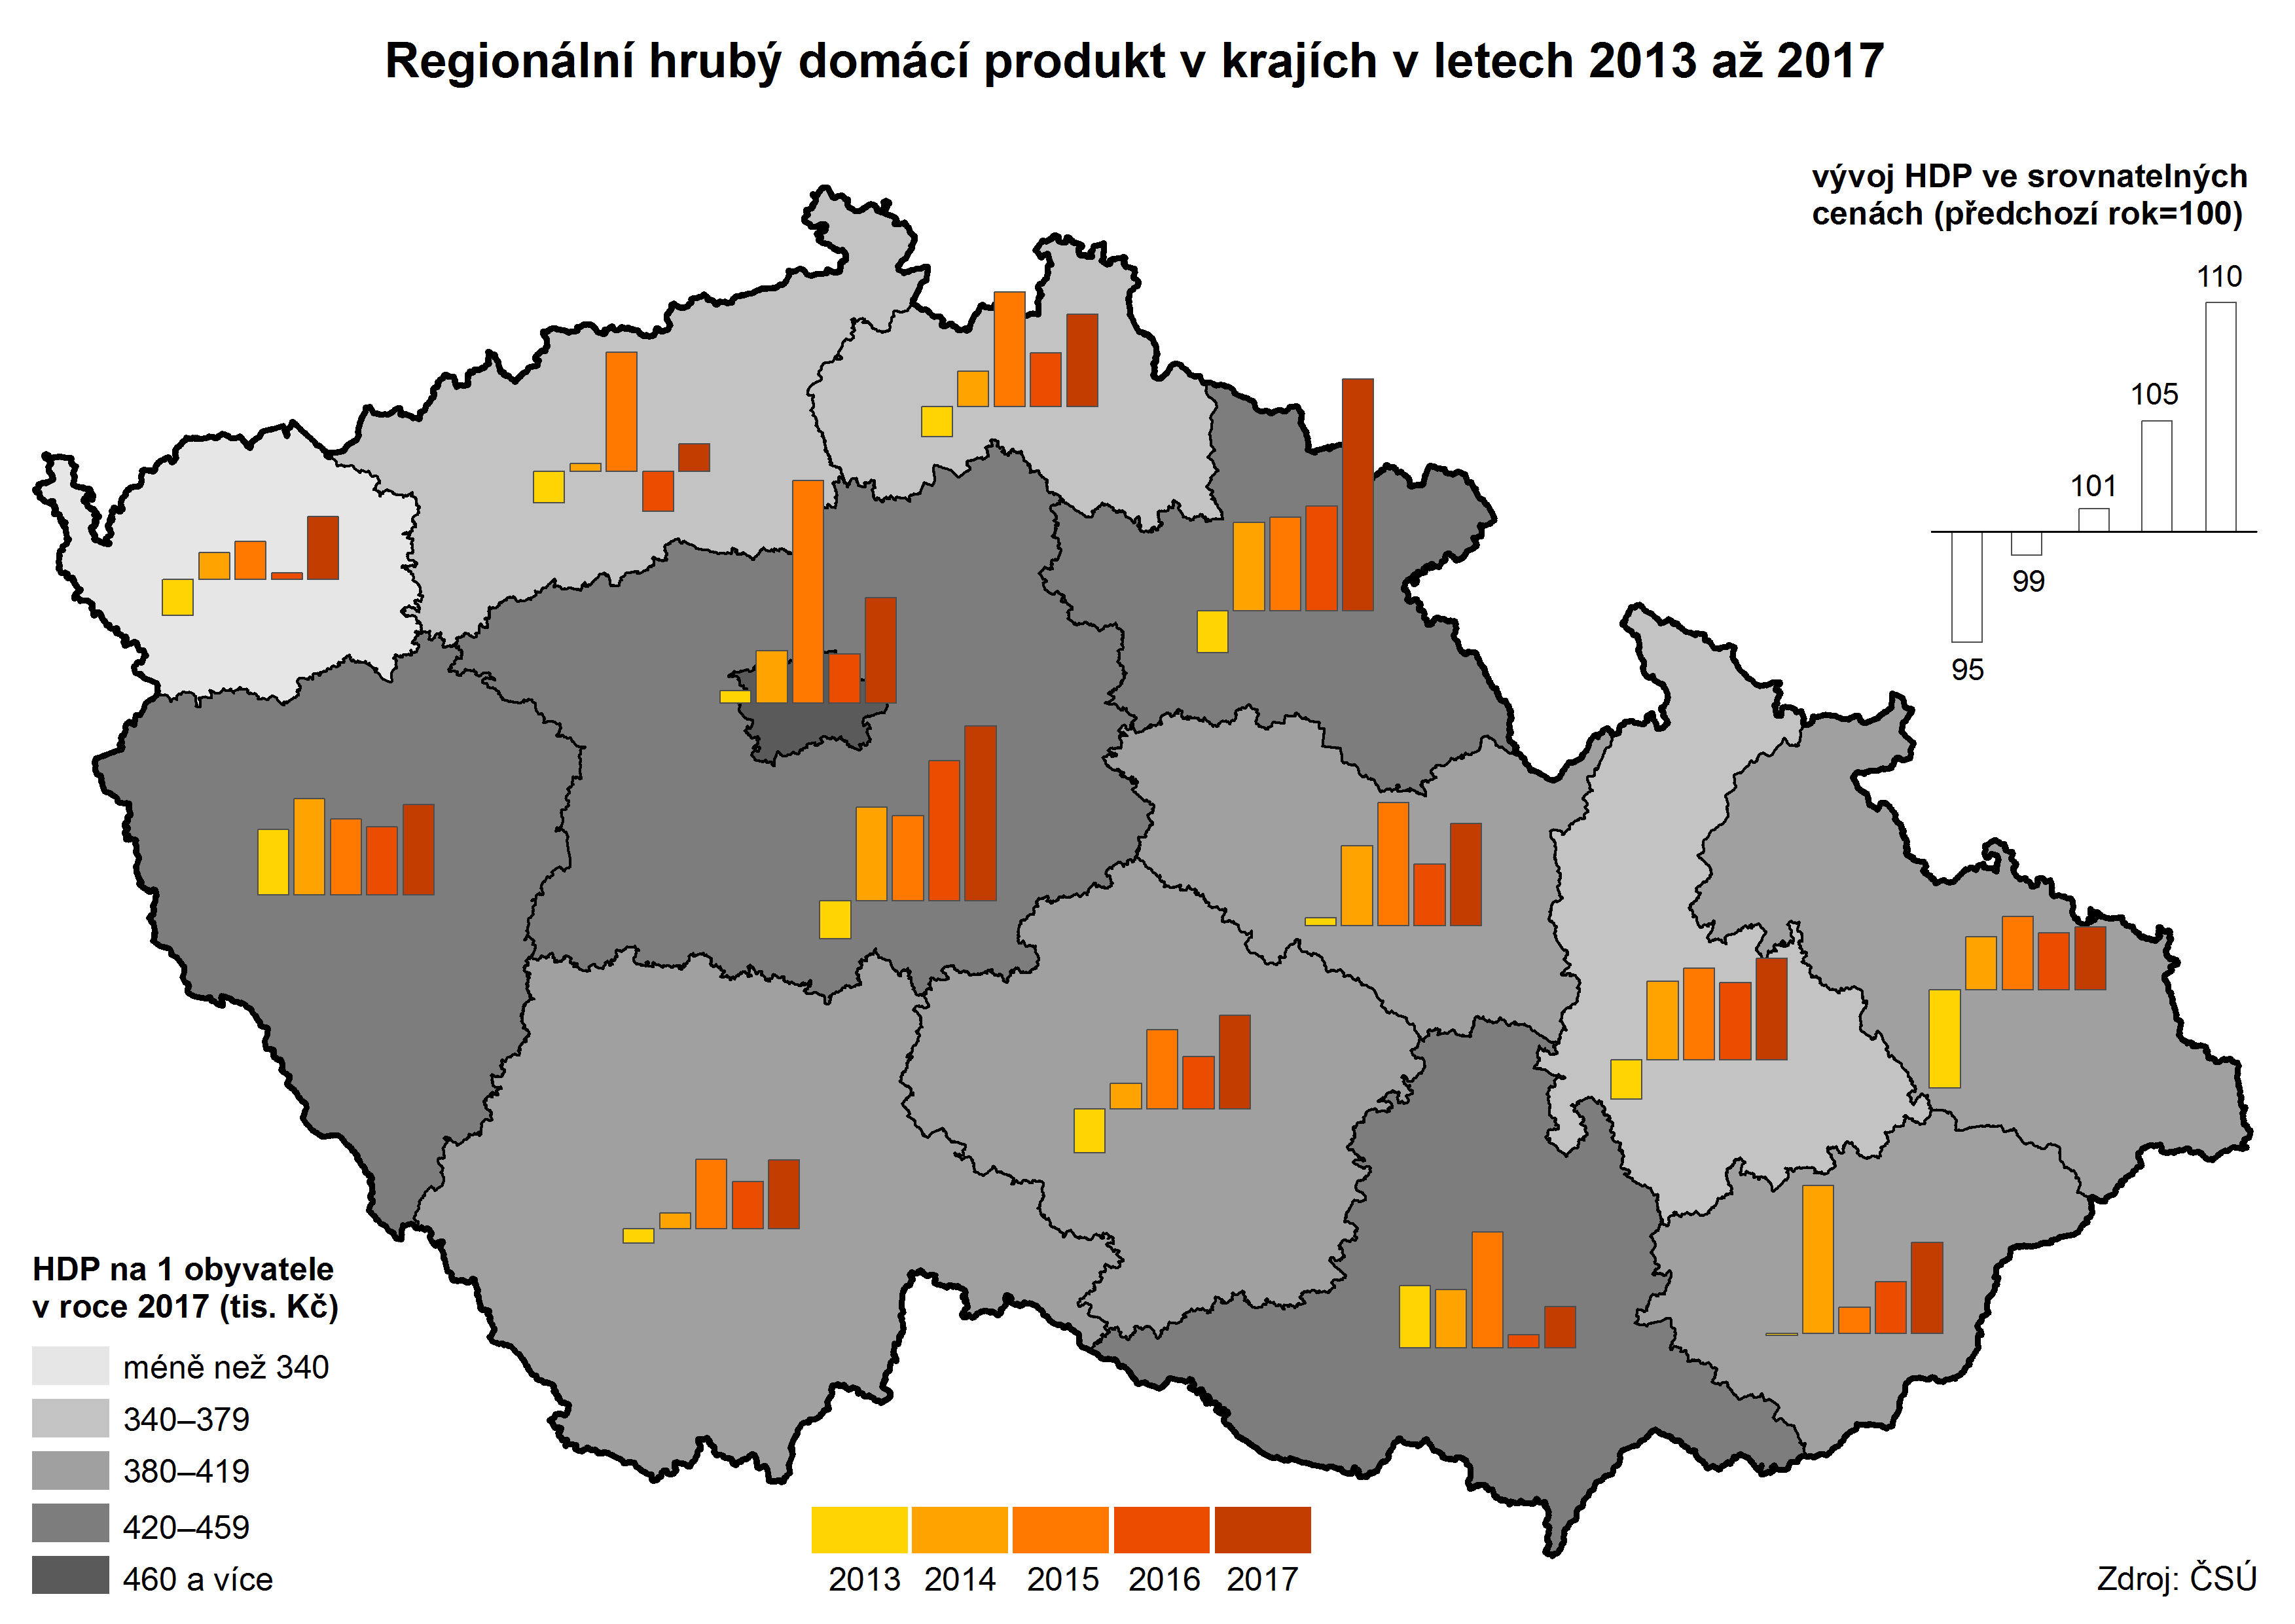 Regionální hrubý domácí produkt v krajích v letech 2013 až 2017
vývoj HDP ve srovnatelných
cenách (předchozí rok=100)
110
105
101
99
95
HDP na 1 obyvatele
v roce 2017 (tis. Kč)
méně než 340
340–379
380–419
420–459
460 a více
2013 2014 2015 2016 2017
Zdroj: ČSÚ